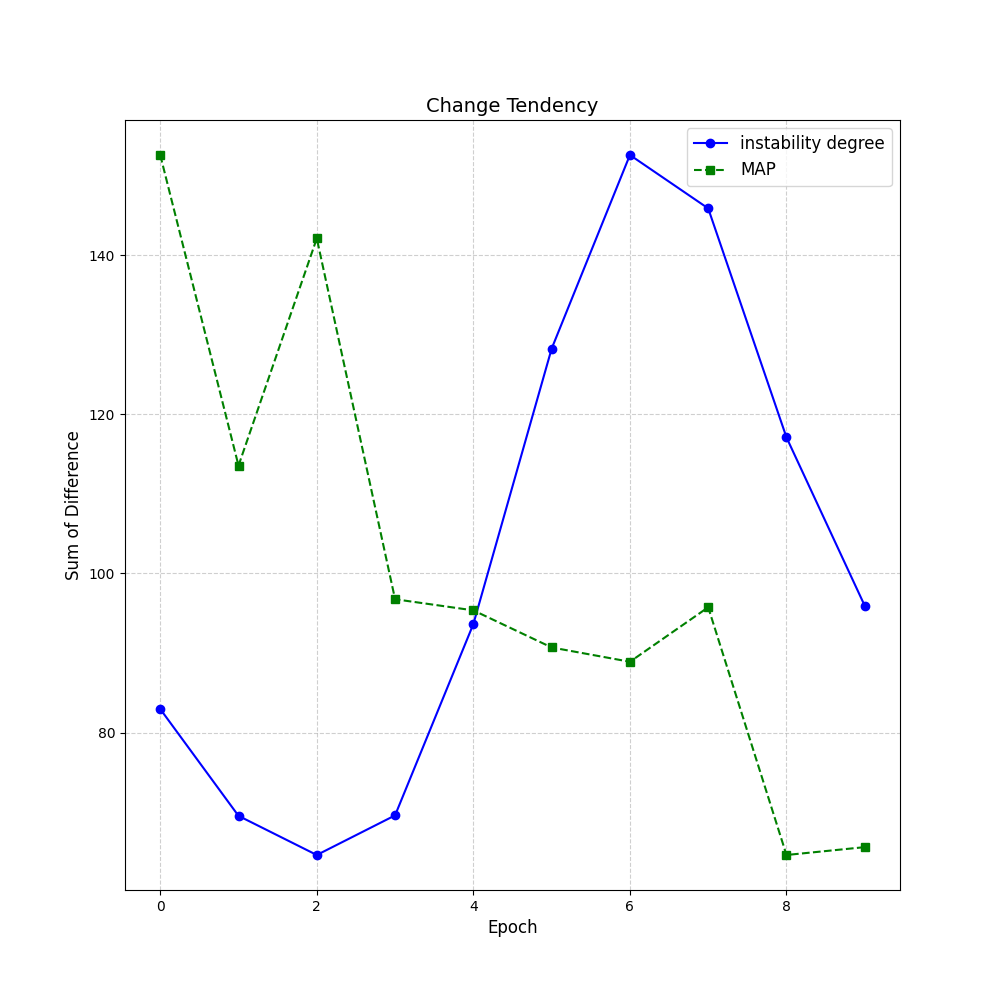 Change Tendency
instability degree
MAP
140
120
100
80
Sum of Difference
0 2 4 6 8
Epoch